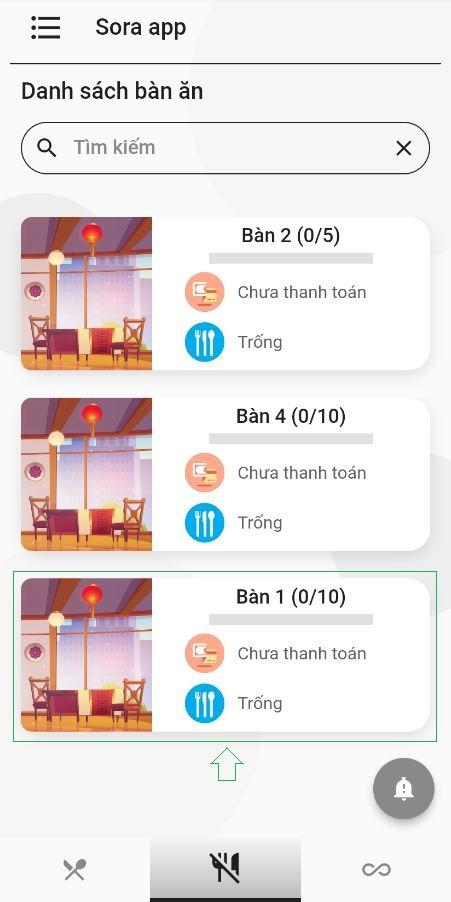 Sora app
Danh sách bàn ăn
Tìm kiếm
Bàn 2 (0/5)
Chưa thanh toán
Trống
Bàn 4 (0/10)
Chưa thanh toán
Trống
Bàn 1 (0/10)
Chưa thanh toán
Trống